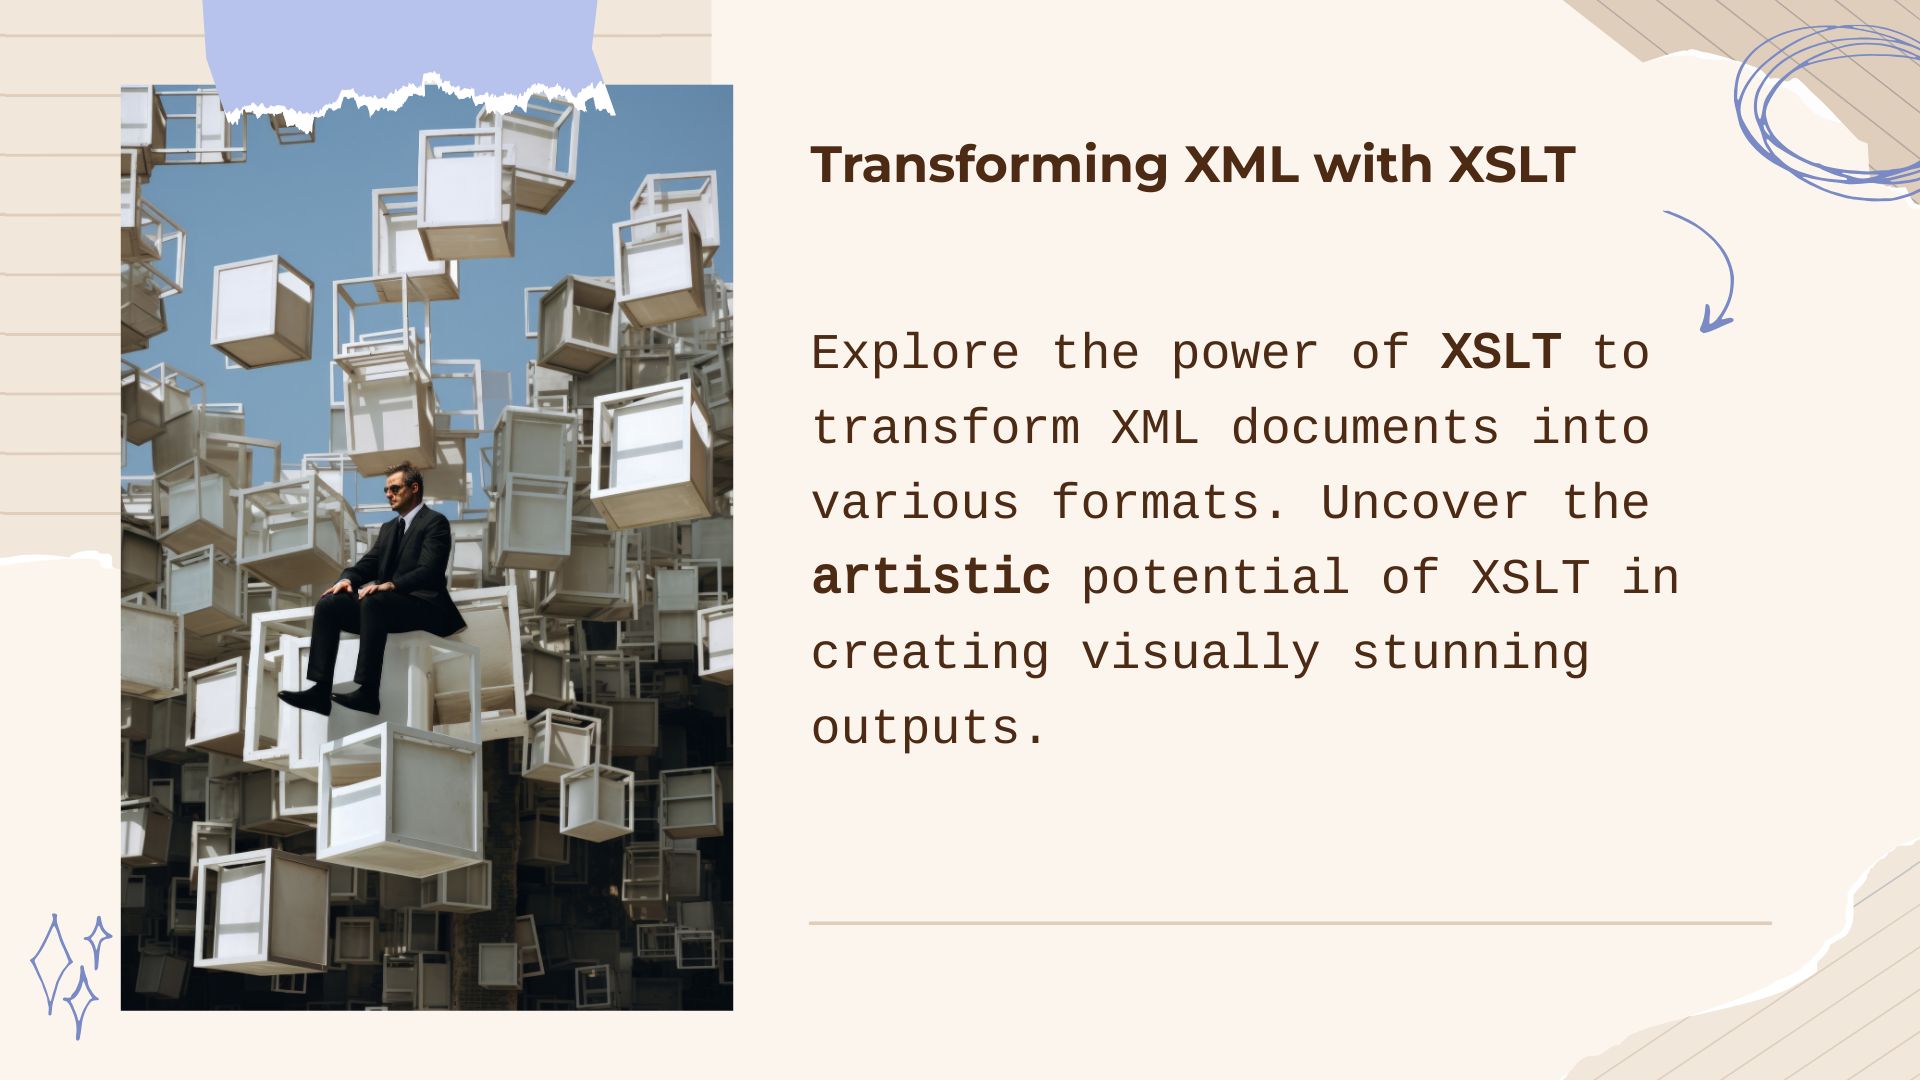 Transforming XML with XSLT
Explore the power of XSLT to
transform XML documents into
various formats. Uncover the
artistic potential of XSLT in
creating visually stunning
outputs.